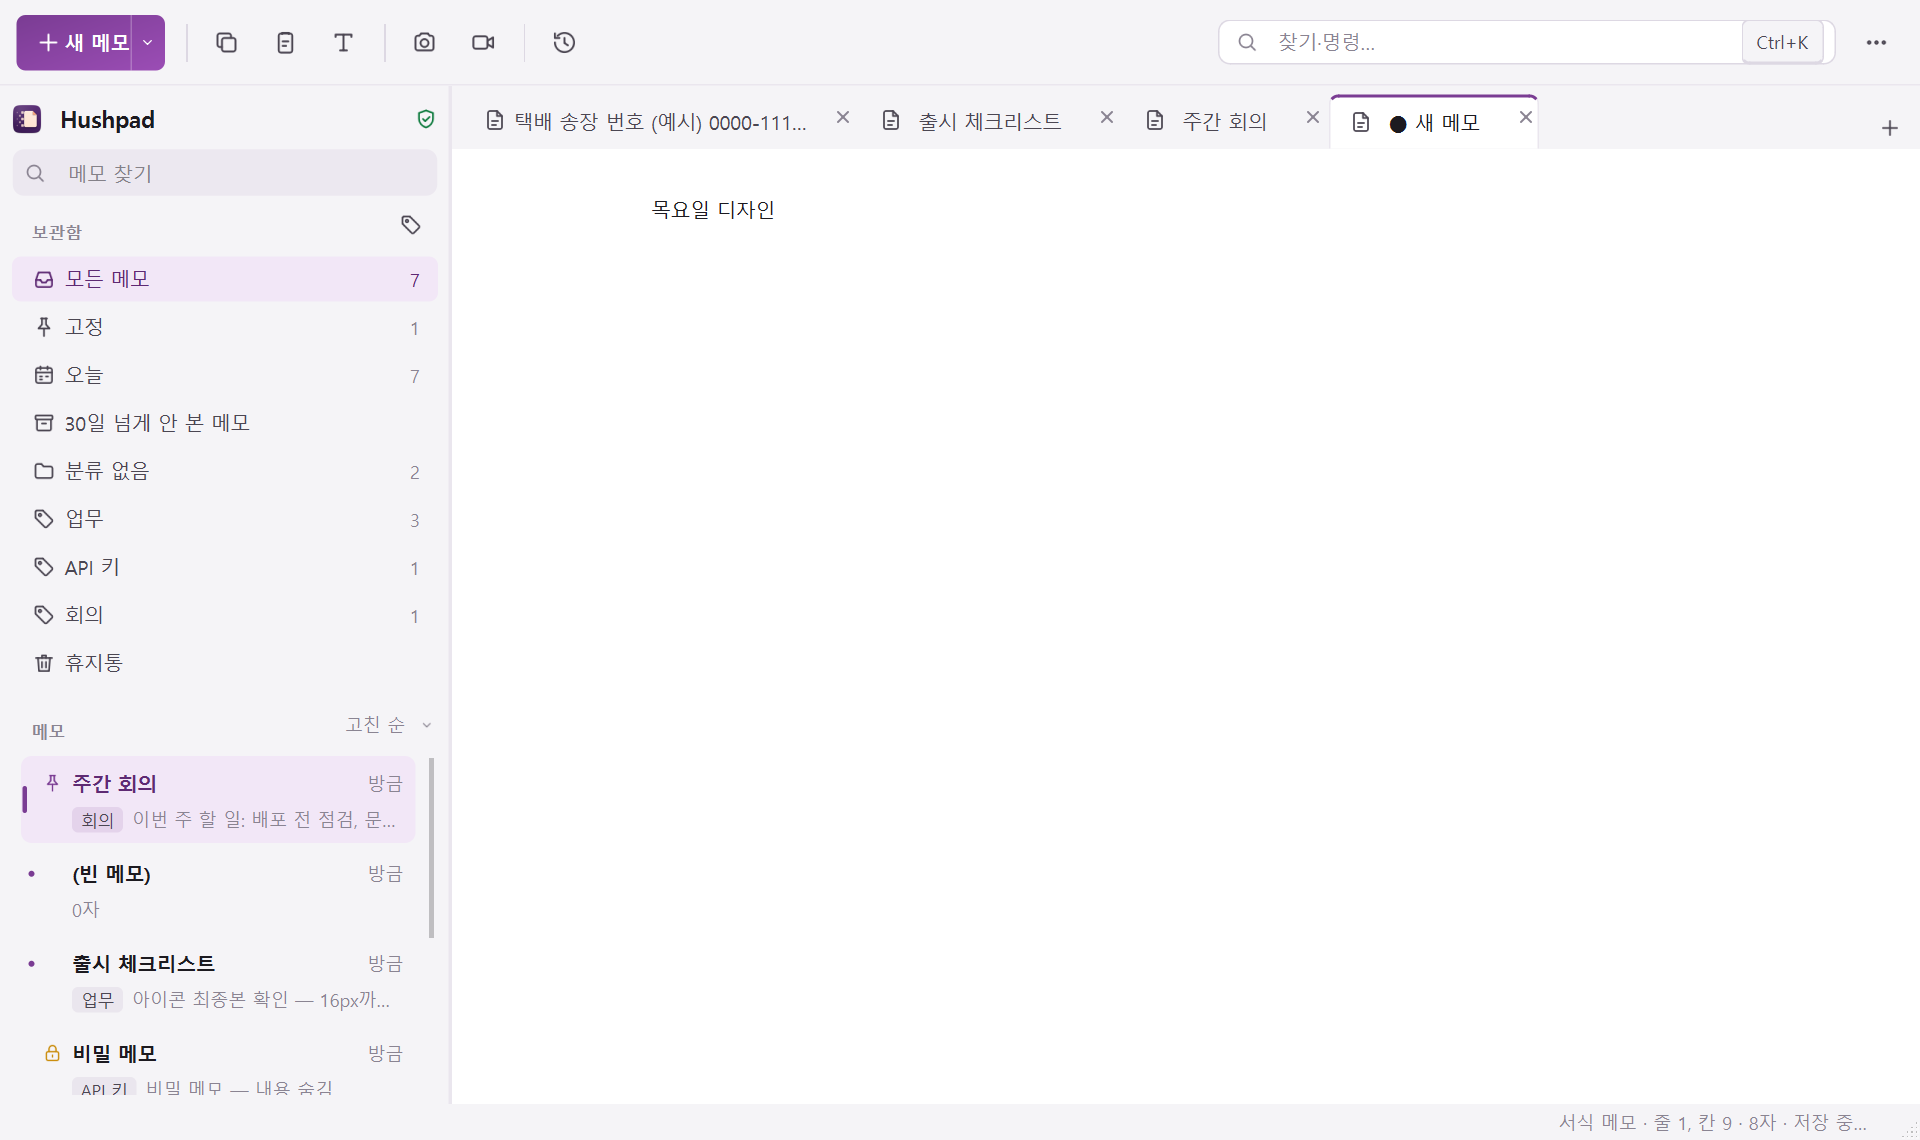 새 메모
찾기·명령...
Ctrl+K
Hushpad
메모 찾기
보관함
모든 메모 7
고정 1
오늘 7
30일 넘게 안 본 메모
분류 없음 2
업무 3
API 키 1
회의 1
휴지통
메모 고친 순
주간 회의 방금
회의 이번 주 할 일: 배포 전 점검, 문...
(빈 메모) 방금
0자
출시 체크리스트 방금
업무 아이콘 최종본 확인 — 16px까...
비밀 메모 방금
API 키 비밀 메모 — 내용 숨김
택배 송장 번호 (예시) 0000-111...
출시 체크리스트
주간 회의
● 새 메모
목요일 디자인
서식 메모 · 줄 1, 칸 9 · 8자 · 저장 중...